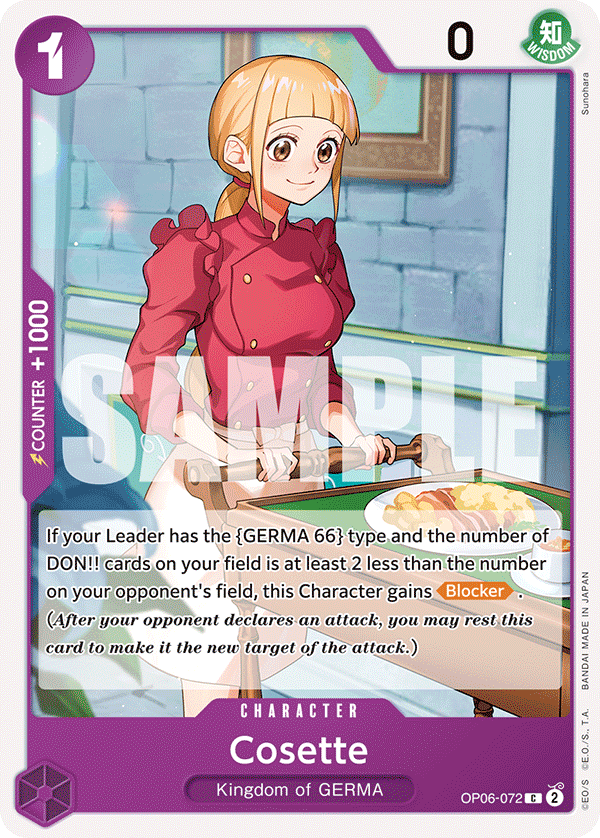 1
0
知
WISDOM
Sunohara
COUNTER +1000
SAMPLE
If your Leader has the {GERMA 66} type and the number of
DON!! cards on your field is at least 2 less than the number
on your opponent's field, this Character gains Blocker .
(After your opponent declares an attack, you may rest this
card to make it the new target of the attack.)
©EO/S ©E.O./S., T.A. BANDAI MADE IN JAPAN
CHARACTER
Cosette
Kingdom of GERMA
OP06-072 C 2